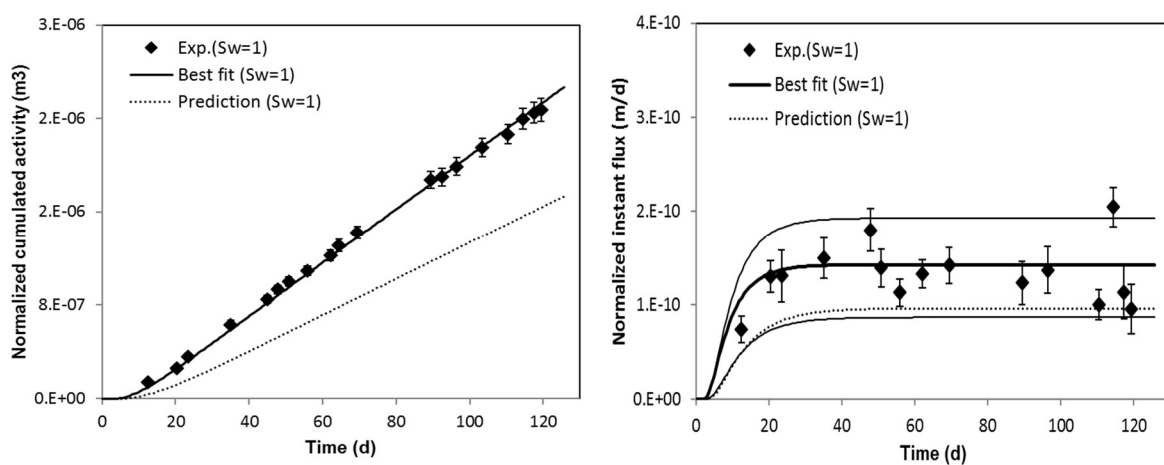 3.E-06
2.E-06
2.E-06
8.E-07
0.E+00
Normalized cumulated activity (m3)
Exp.(Sw=1)
Best fit (Sw=1)
Prediction (Sw=1)
0 20 40 60 80 100 120
Time (d)
4.E-10
3.E-10
2.E-10
1.E-10
0.E+00
Normalized instant flux (m/d)
Exp.(Sw=1)
Best fit (Sw=1)
Prediction (Sw=1)
0 20 40 60 80 100 120
Time (d)